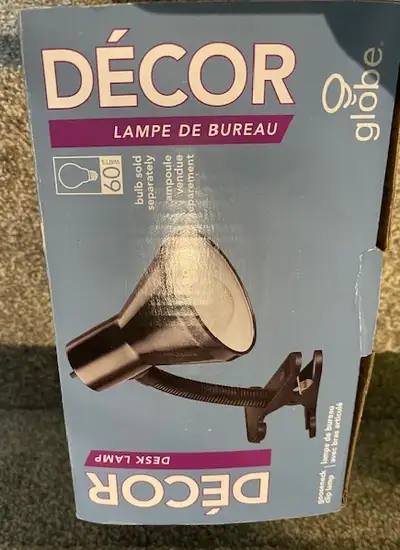 DÉCOR
LAMPE DE BUREAU
globe
60
WATTS
bulb sold
separately
ampoule
vendue
séparément
gooseneck
clip lamp
lampe de bureau
avec bras articulé
DESK LAMP
DÉCOR